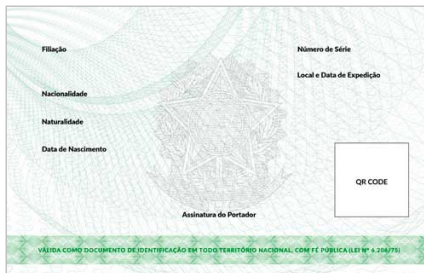 Filiação
Número de Série
Local e Data de Expedição
Nacionalidade
Naturalidade
Data de Nascimento
QR CODE
Assinatura do Portador
VÁLIDA COMO DOCUMENTO DE IDENTIFICAÇÃO EM TODO TERRITÓRIO NACIONAL, COM FÉ PÚBLICA (LEI Nº 6.206/75)